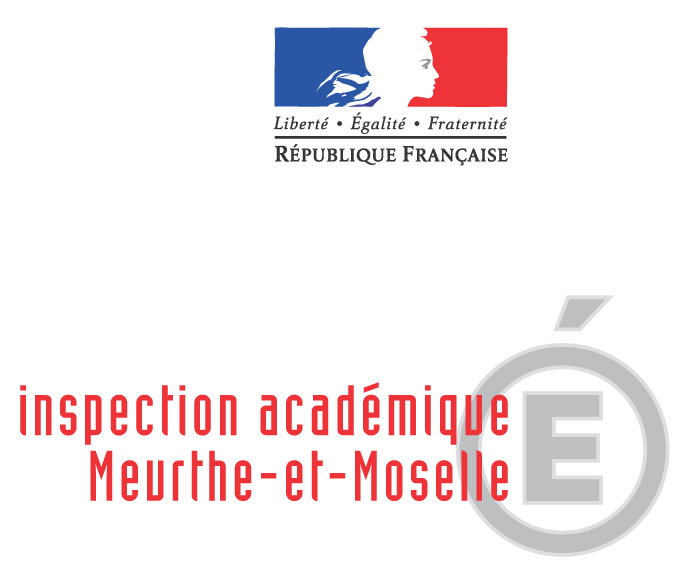 Liberté • Égalité • Fraternité
RÉPUBLIQUE FRANÇAISE
inspection académique
Meurthe-et-Moselle
É